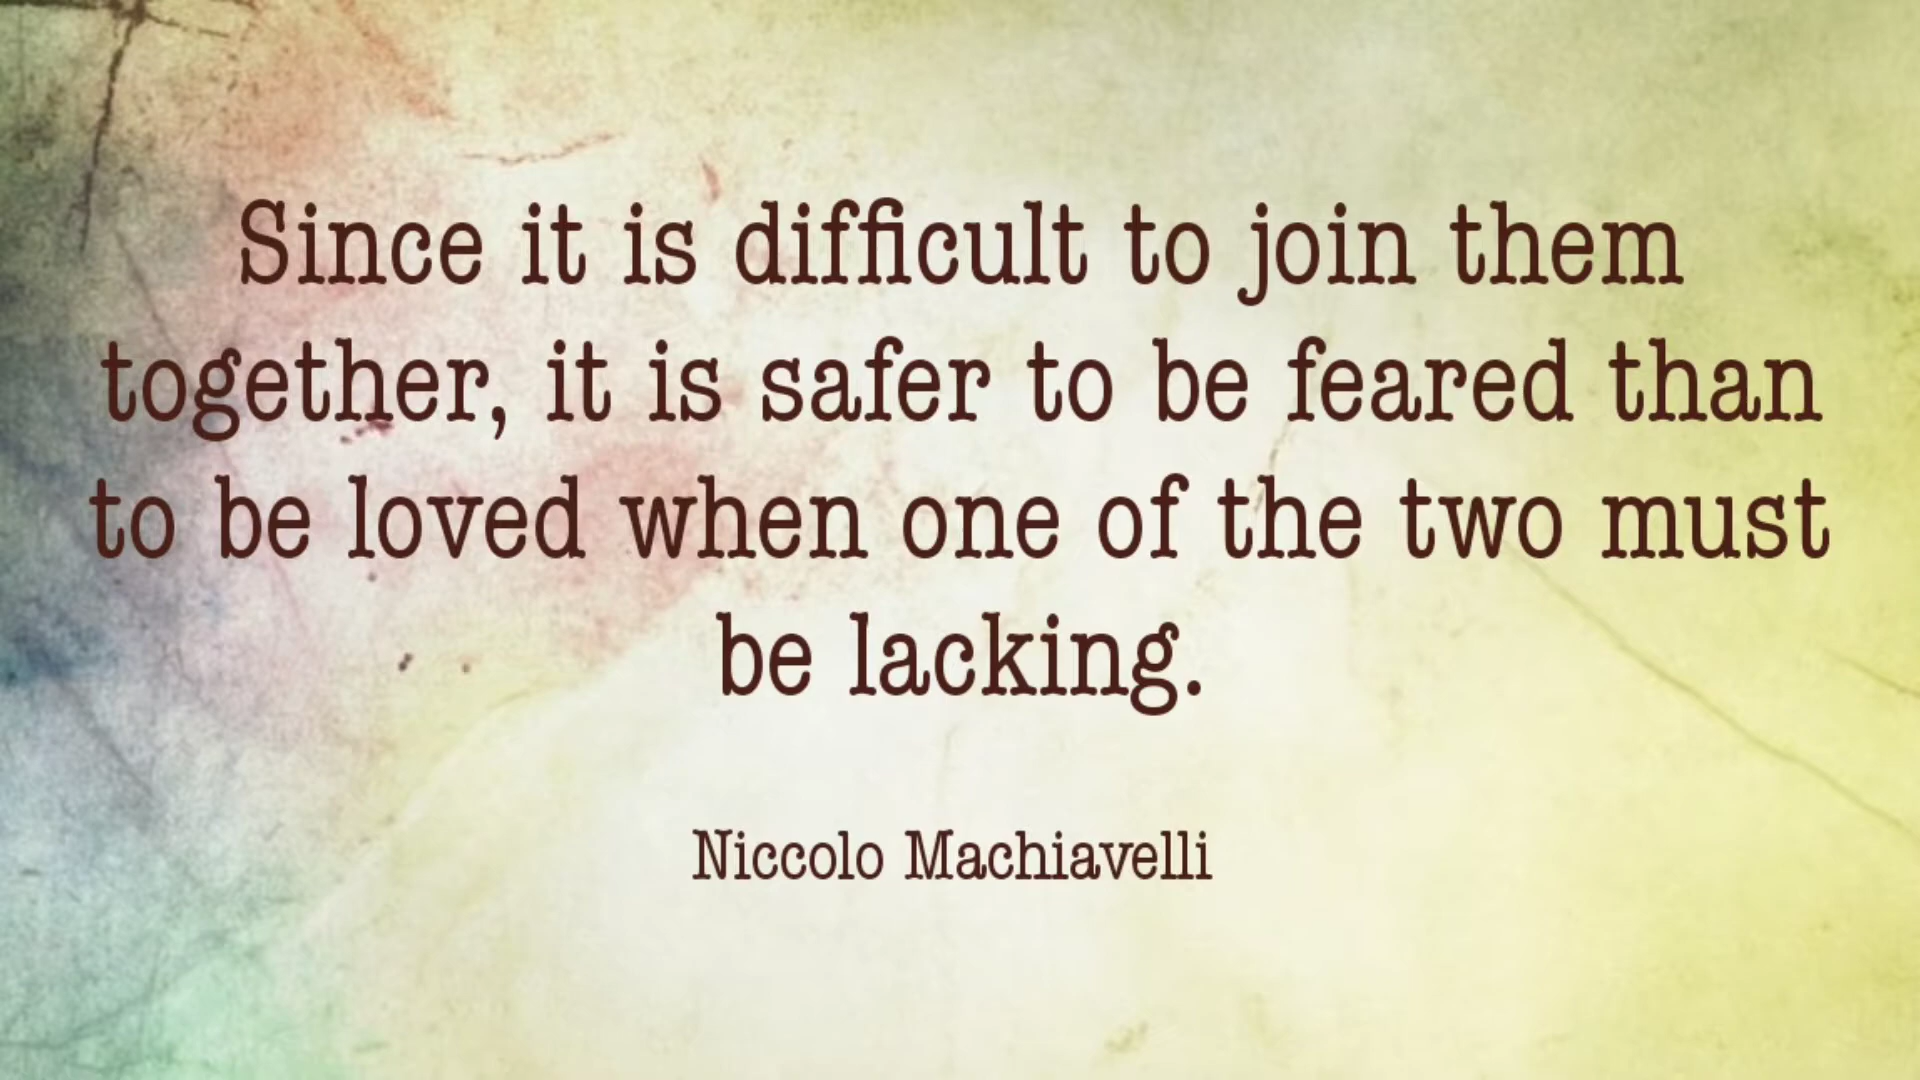 Since it is difficult to join them
together, it is safer to be feared than
to be loved when one of the two must
be lacking.
Niccolo Machiavelli